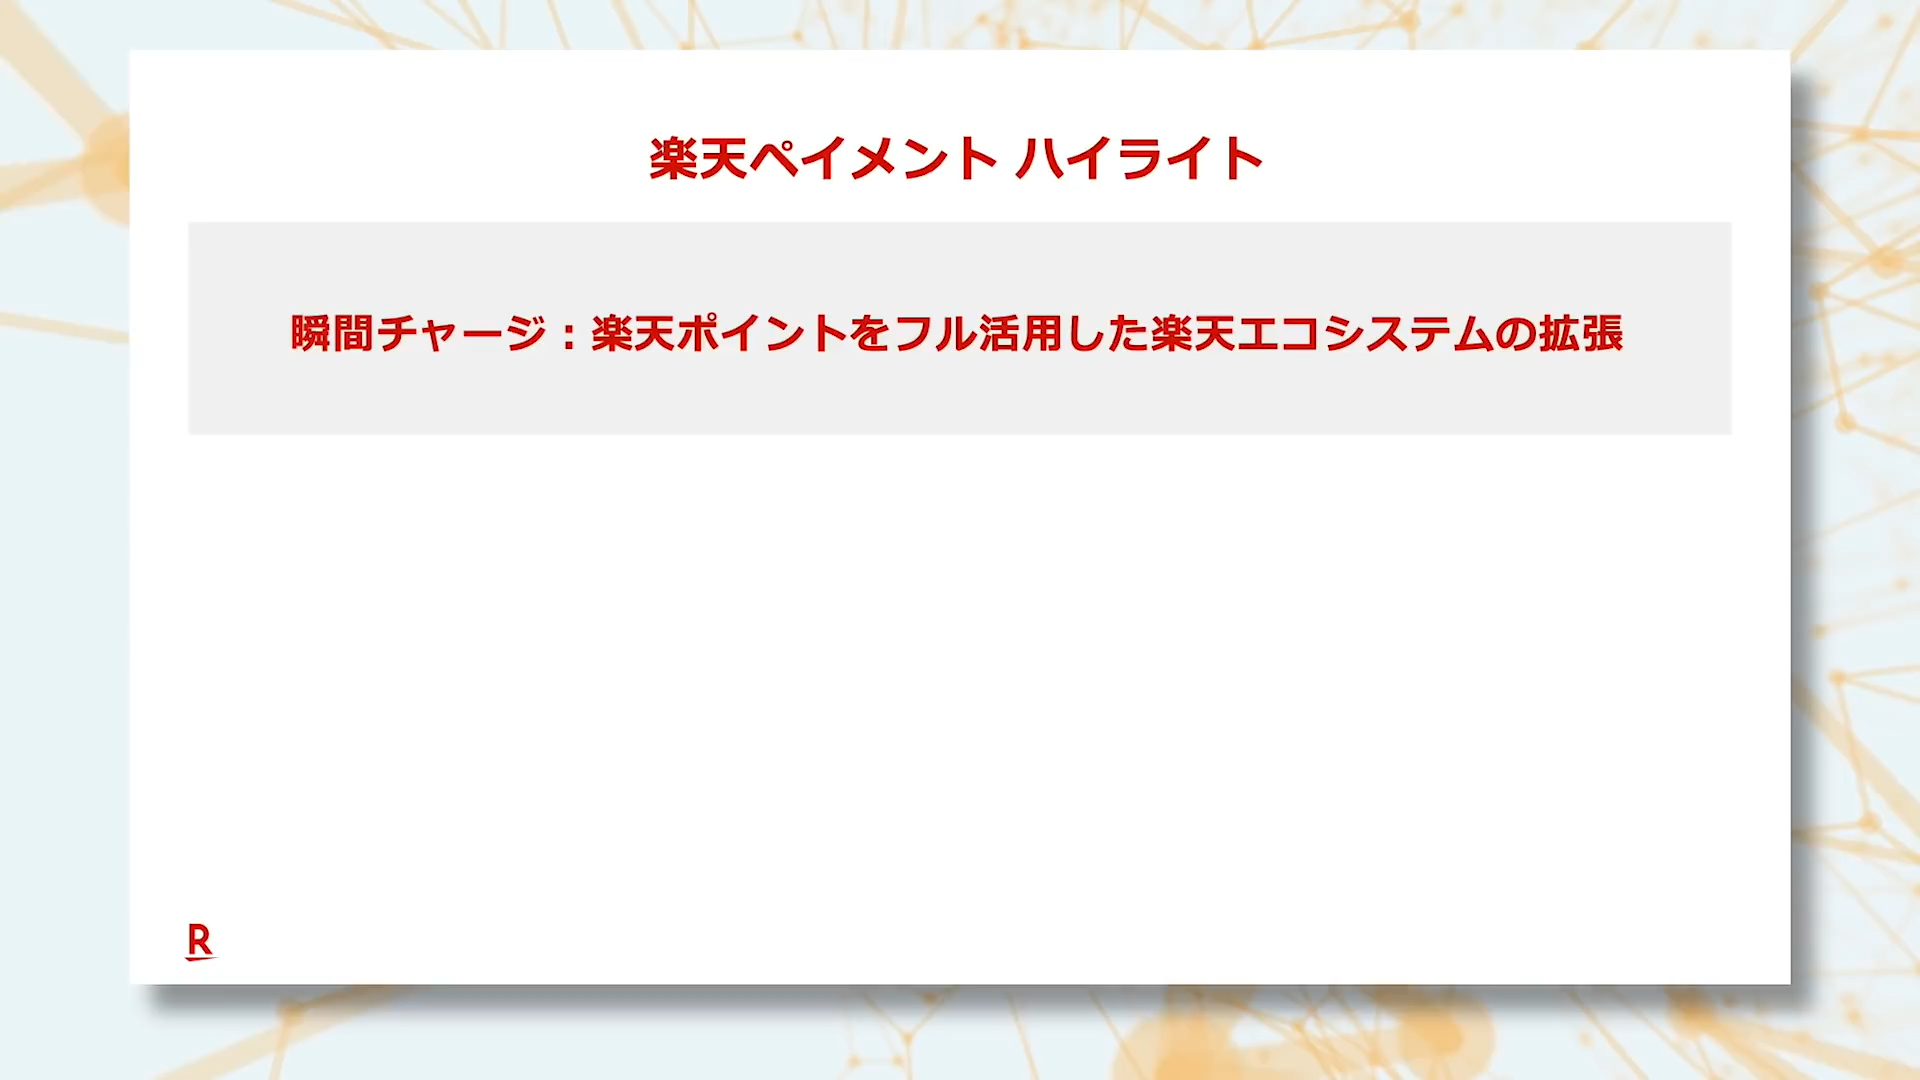 楽天ペイメント ハイライト
瞬間チャージ：楽天ポイントをフル活用した楽天エコシステムの拡張
R